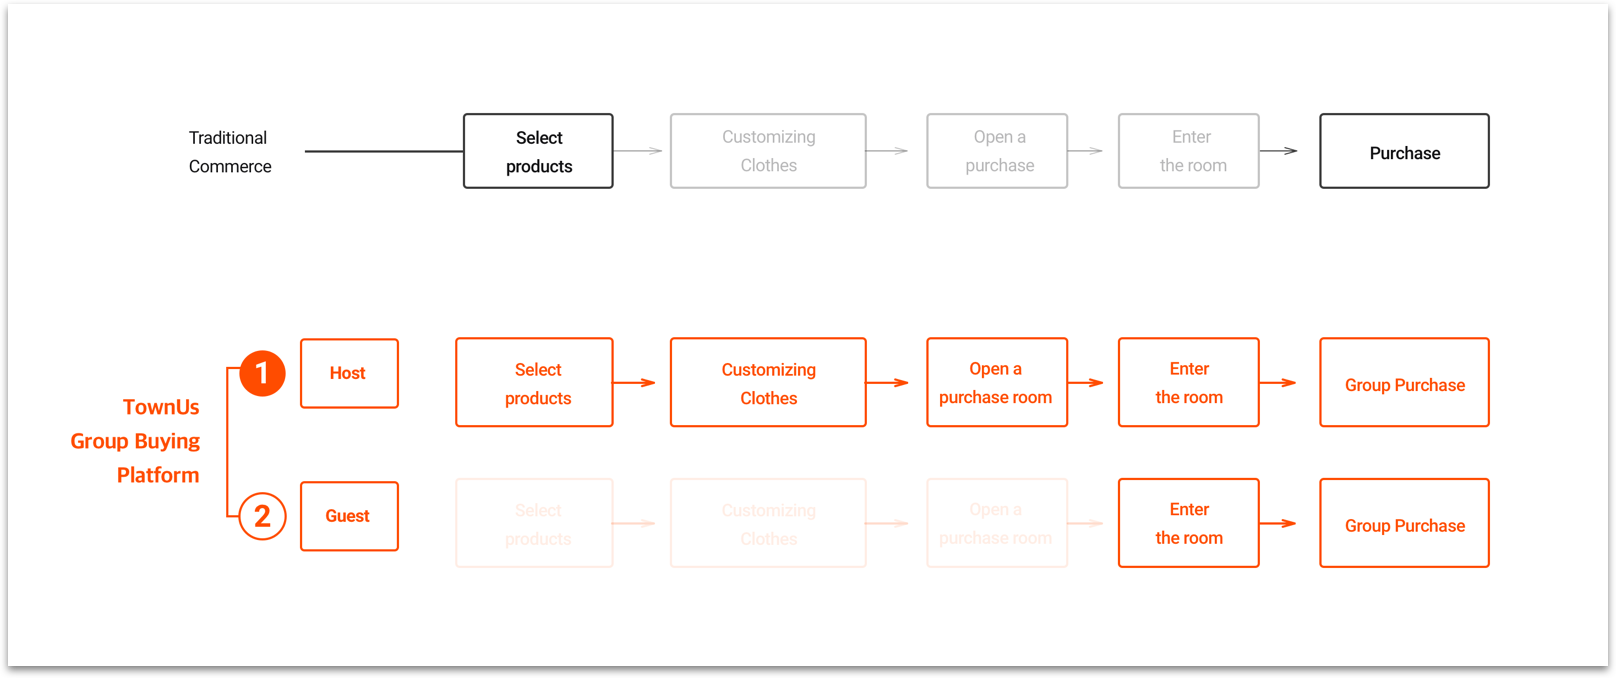 Traditional
Commerce
Select
products
Customizing
Clothes
Open a
purchase
Enter
the room
Purchase
TownUs
Group Buying
Platform
1
Host
Select
products
Customizing
Clothes
Open a
purchase room
Enter
the room
Group Purchase
2
Guest
Select
products
Customizing
Clothes
Open a
purchase room
Enter
the room
Group Purchase